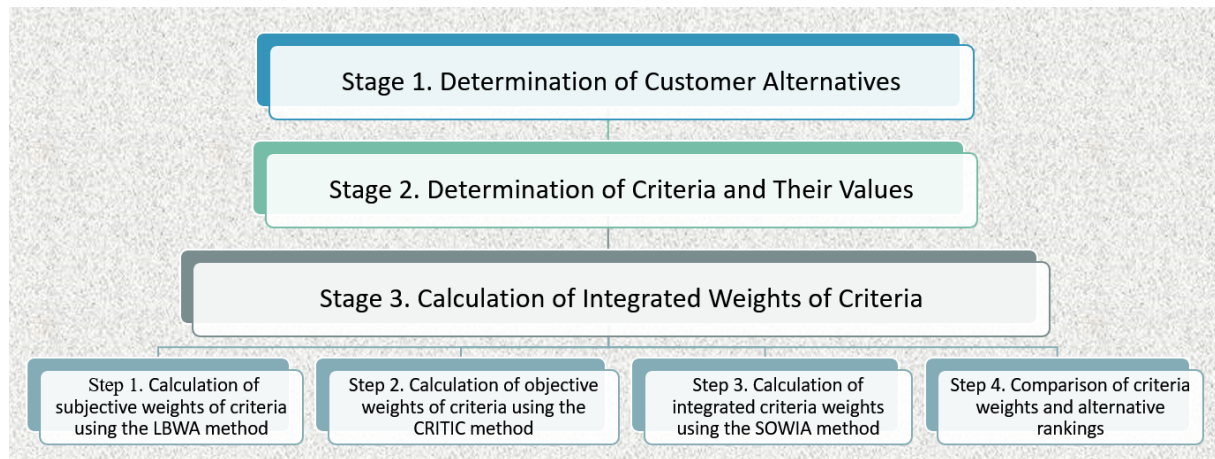 Stage 1. Determination of Customer Alternatives
Stage 2. Determination of Criteria and Their Values
Stage 3. Calculation of Integrated Weights of Criteria
Step 1. Calculation of
subjective weights of criteria
using the LBWA method
Step 2. Calculation of objective
weights of criteria using the
CRITIC method
Step 3. Calculation of
integrated criteria weights
using the SOWIA method
Step 4. Comparison of criteria
weights and alternative
rankings